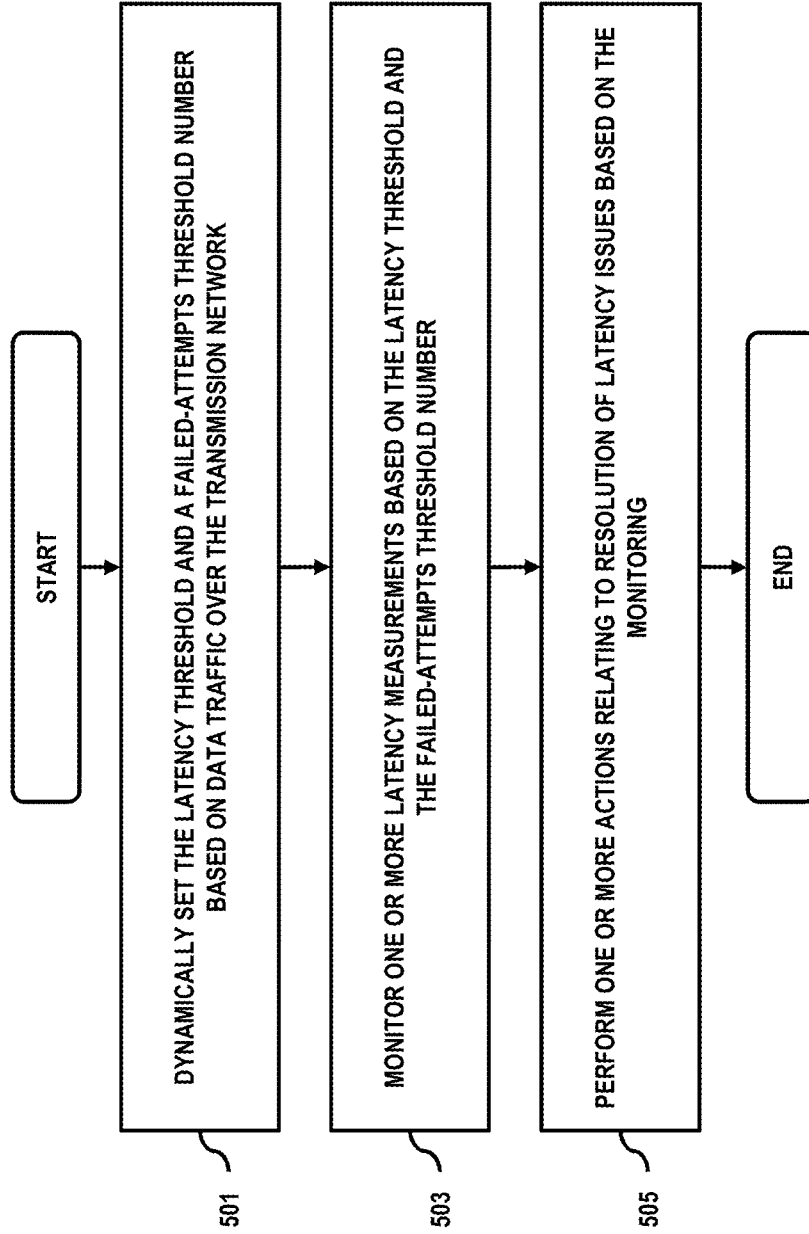 START
DYNAMICALLY SET THE LATENCY THRESHOLD AND A FAILED-ATTEMPTS THRESHOLD NUMBER
BASED ON DATA TRAFFIC OVER THE TRANSMISSION NETWORK
501
MONITOR ONE OR MORE LATENCY MEASUREMENTS BASED ON THE LATENCY THRESHOLD AND
THE FAILED-ATTEMPTS THRESHOLD NUMBER
503
PERFORM ONE OR MORE ACTIONS RELATING TO RESOLUTION OF LATENCY ISSUES BASED ON THE
MONITORING
505
END